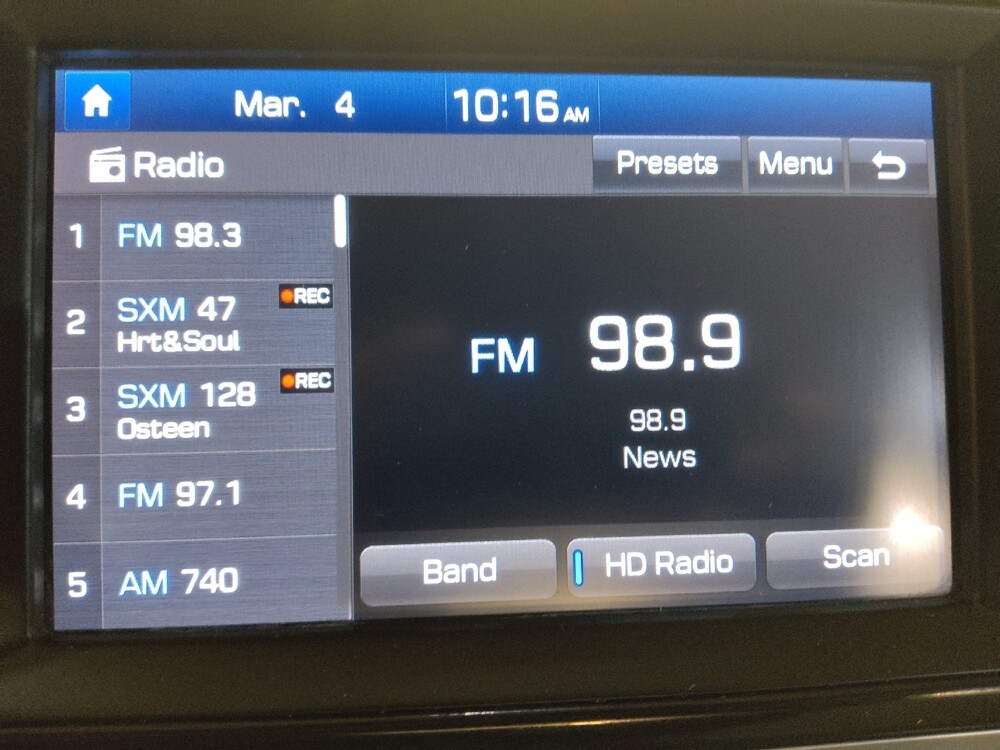 Mar. 4 10:16 AM
Radio Presets Menu
1 FM 98.3
2 SXM 47 REC
Hrt&Soul
3 SXM 128 REC
Osteen
4 FM 97.1
5 AM 740
FM 98.9
98.9
News
Band HD Radio Scan